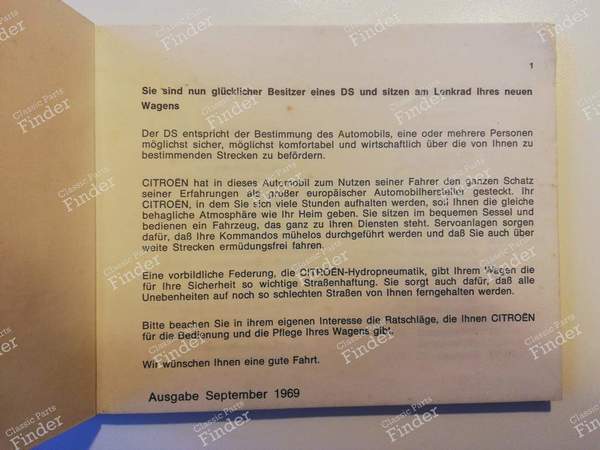 1
Sie sind nun glücklicher Besitzer eines DS und sitzen am Lenkrad Ihres neuen
Wagens
Der DS entspricht der Bestimmung des Automobils, eine oder mehrere Personen
möglichst sicher, möglichst komfortabel und wirtschaftlich über die von Ihnen zu
bestimmenden Strecken zu befördern.
CITROËN hat in dieses Automobil zum Nutzen seiner Fahrer den ganzen Schatz
seiner Erfahrungen als großer europäischer Automobilhersteller gesteckt. Ihr
CITROËN, in dem Sie sich viele Stunden aufhalten werden, soll Ihnen die gleiche
behagliche Atmosphäre wie Ihr Heim geben. Sie sitzen im bequemen Sessel und
bedienen ein Fahrzeug, das ganz zu Ihren Diensten steht. Servoanlagen sorgen
dafür, daß Ihre Kommandos mühelos durchgeführt werden und daß Sie auch über
weite Strecken ermüdungsfrei fahren.
Eine vorbildliche Federung, die CITROËN-Hydropneumatik, gibt Ihrem Wagen die
für Ihre Sicherheit so wichtige Straßenhaftung. Sie sorgt auch dafür, daß alle
Unebenheiten auf noch so schlechten Straßen von Ihnen ferngehalten werden.
Bitte beachen Sie in ihrem eigenen Interesse die Ratschläge, die Ihnen CITROËN
für die Bedienung und die Pflege Ihres Wagens gibt.
Wir wünschen Ihnen eine gute Fahrt.
Ausgabe September 1969
Classic Parts
Finder